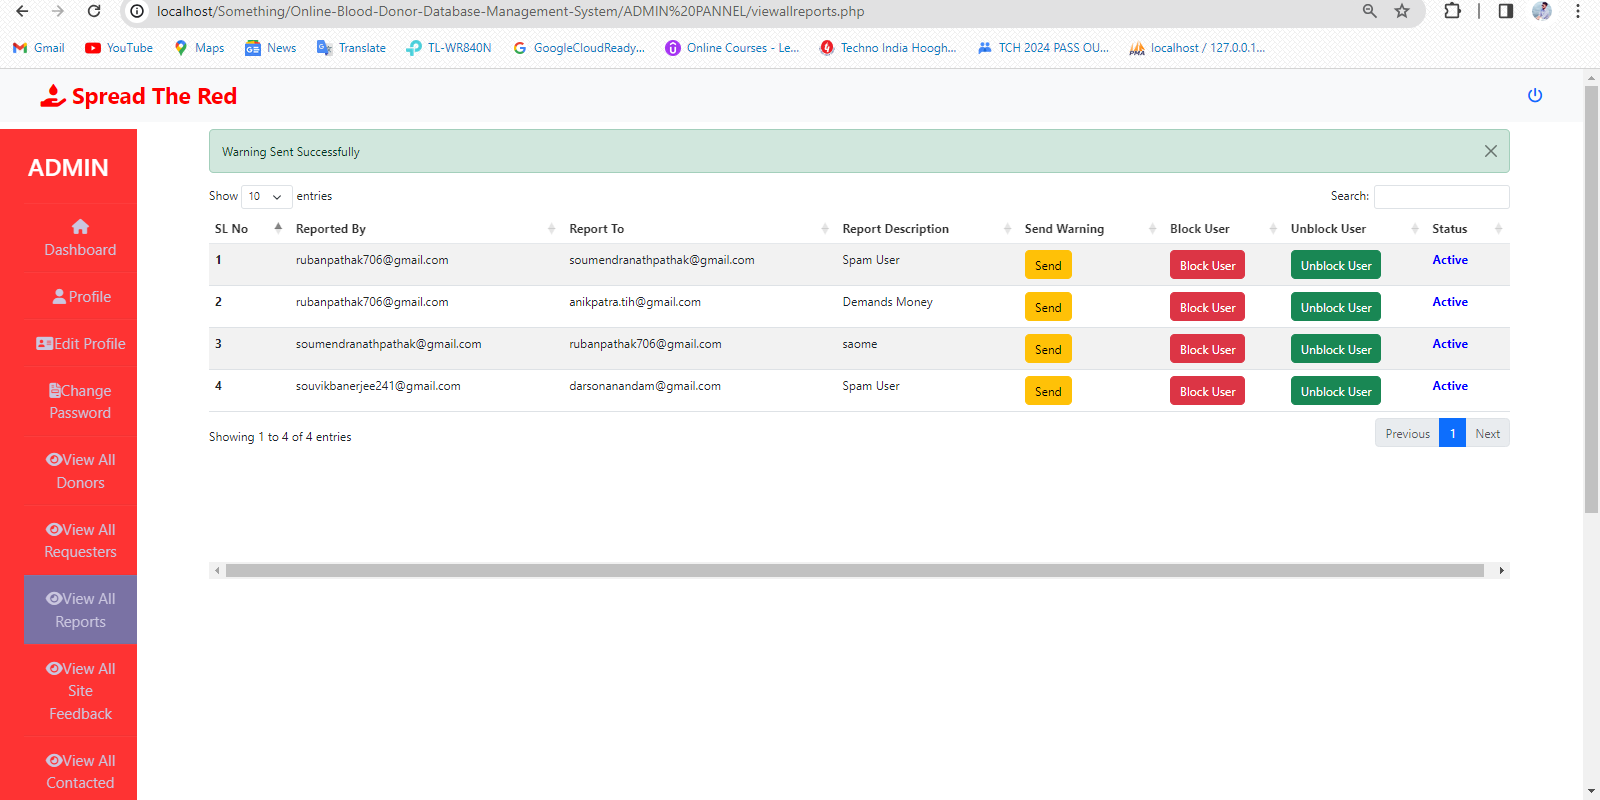 localhost/Something/Online-Blood-Donor-Database-Management-System/ADMIN%20PANNEL/viewallreports.php
Gmail YouTube Maps News Translate TL-WR840N GoogleCloudReady... Online Courses - Le... Techno India Hoogh... TCH 2024 PASS OU... localhost / 127.0.0.1...
Spread The Red
ADMIN
Dashboard
Profile
Edit Profile
Change
Password
View All
Donors
View All
Requesters
View All
Reports
View All
Site
Feedback
View All
Contacted
Warning Sent Successfully
Show 10 entries Search:
SL No Reported By Report To Report Description Send Warning Block User Unblock User Status
1 rubanpathak706@gmail.com soumendranathpathak@gmail.com Spam User Send Block User Unblock User Active
2 rubanpathak706@gmail.com anikpatra.tih@gmail.com Demands Money Send Block User Unblock User Active
3 soumendranathpathak@gmail.com rubanpathak706@gmail.com saome Send Block User Unblock User Active
4 souvikbanerjee241@gmail.com darsonanandam@gmail.com Spam User Send Block User Unblock User Active
Showing 1 to 4 of 4 entries Previous 1 Next